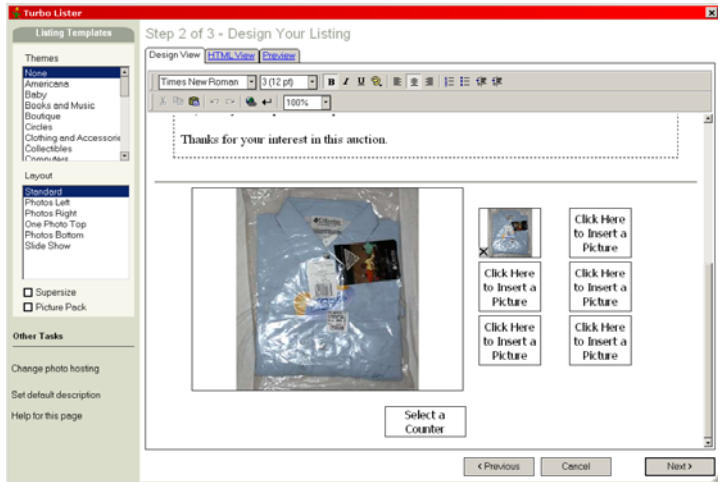 Turbo Lister
Listing Templates
Themes
None
Americana
Baby
Books and Music
Boutique
Circles
Clothing and Accessorie
Collectibles
Computers
Layout
Standard
Photos Left
Photos Right
One Photo Top
Photos Bottom
Slide Show
Supersize
Picture Pack
Other Tasks
Change photo hosting
Set default description
Help for this page
Step 2 of 3 - Design Your Listing
Design View HTML View Preview
Times New Roman 3 (12 pt) B I U
100%
Thanks for your interest in this auction.
Click Here
to Insert a
Picture
Click Here
to Insert a
Picture
Click Here
to Insert a
Picture
Click Here
to Insert a
Picture
Click Here
to Insert a
Picture
Select a
Counter
< Previous Cancel Next >